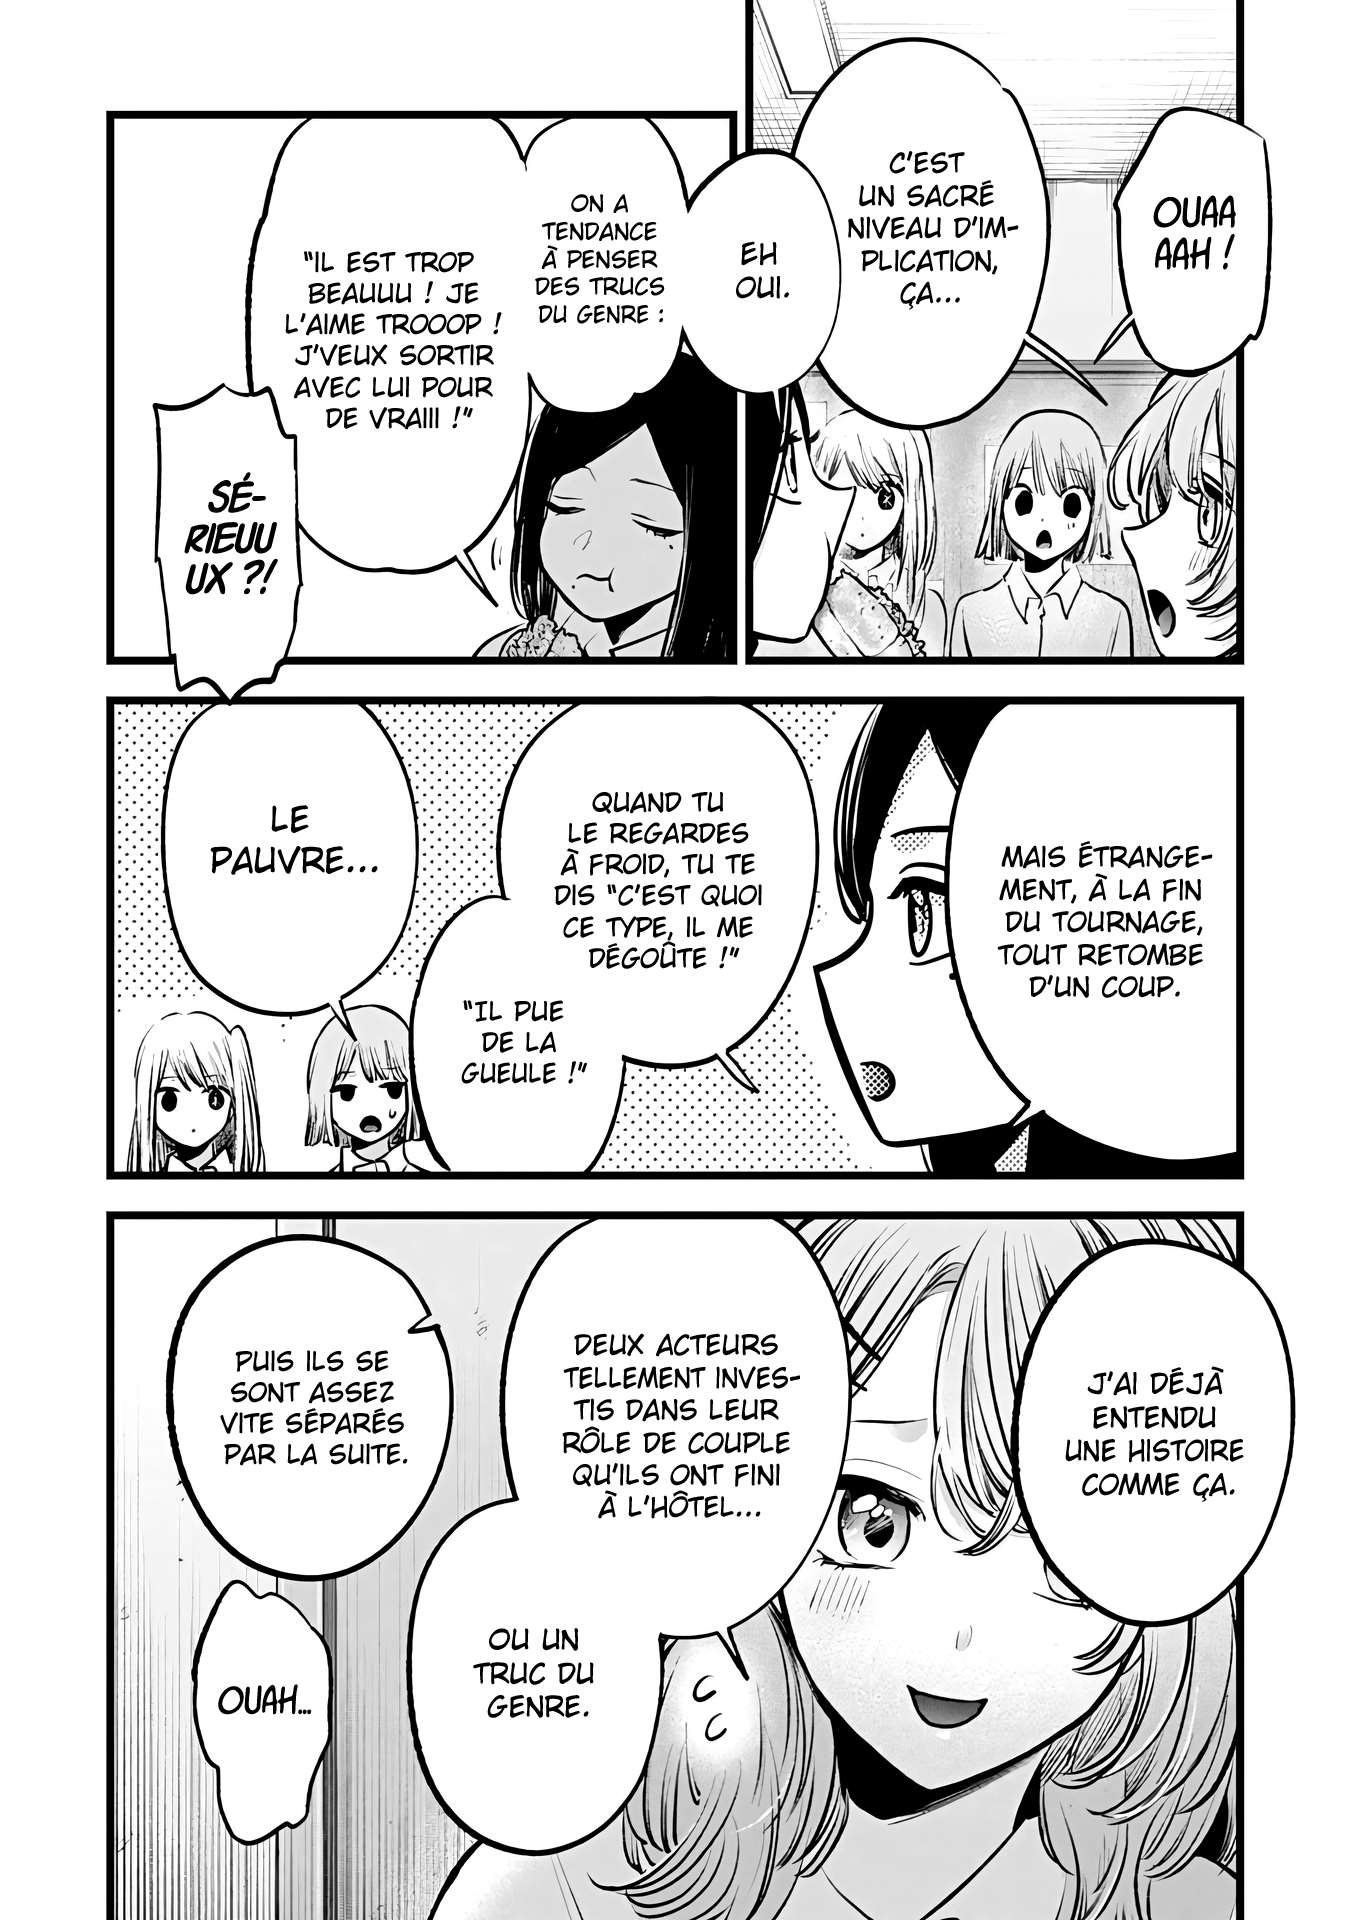 OUAA
AAH !
C'EST
UN SACRÉ
NIVEAU D'IM-
PLICATION,
ÇA...
EH
OUI.
ON A
TENDANCE
À PENSER
DES TRUCS
DU GENRE :
"IL EST TROP
BEAUUU ! JE
L'AIME TROOOP !
J'VEUX SORTIR
AVEC LUI POUR
DE VRAIII !"
SÉ-
RIEUU
UX ?!
MAIS ÉTRANGE-
MENT, À LA FIN
DU TOURNAGE,
TOUT RETOMBE
D'UN COUP.
QUAND TU
LE REGARDES
À FROID, TU TE
DIS "C'EST QUOI
CE TYPE, IL ME
DÉGOÛTE !"
"IL PUE
DE LA
GUEULE !"
LE
PAUVRE...
J'AI DÉJÀ
ENTENDU
UNE HISTOIRE
COMME ÇA.
DEUX ACTEURS
TELLEMENT INVES-
TIS DANS LEUR
RÔLE DE COUPLE
QU'ILS ONT FINI
À L'HÔTEL...
OU UN
TRUC DU
GENRE.
PUIS ILS SE
SONT ASSEZ
VITE SÉPARÉS
PAR LA SUITE.
OUAH...